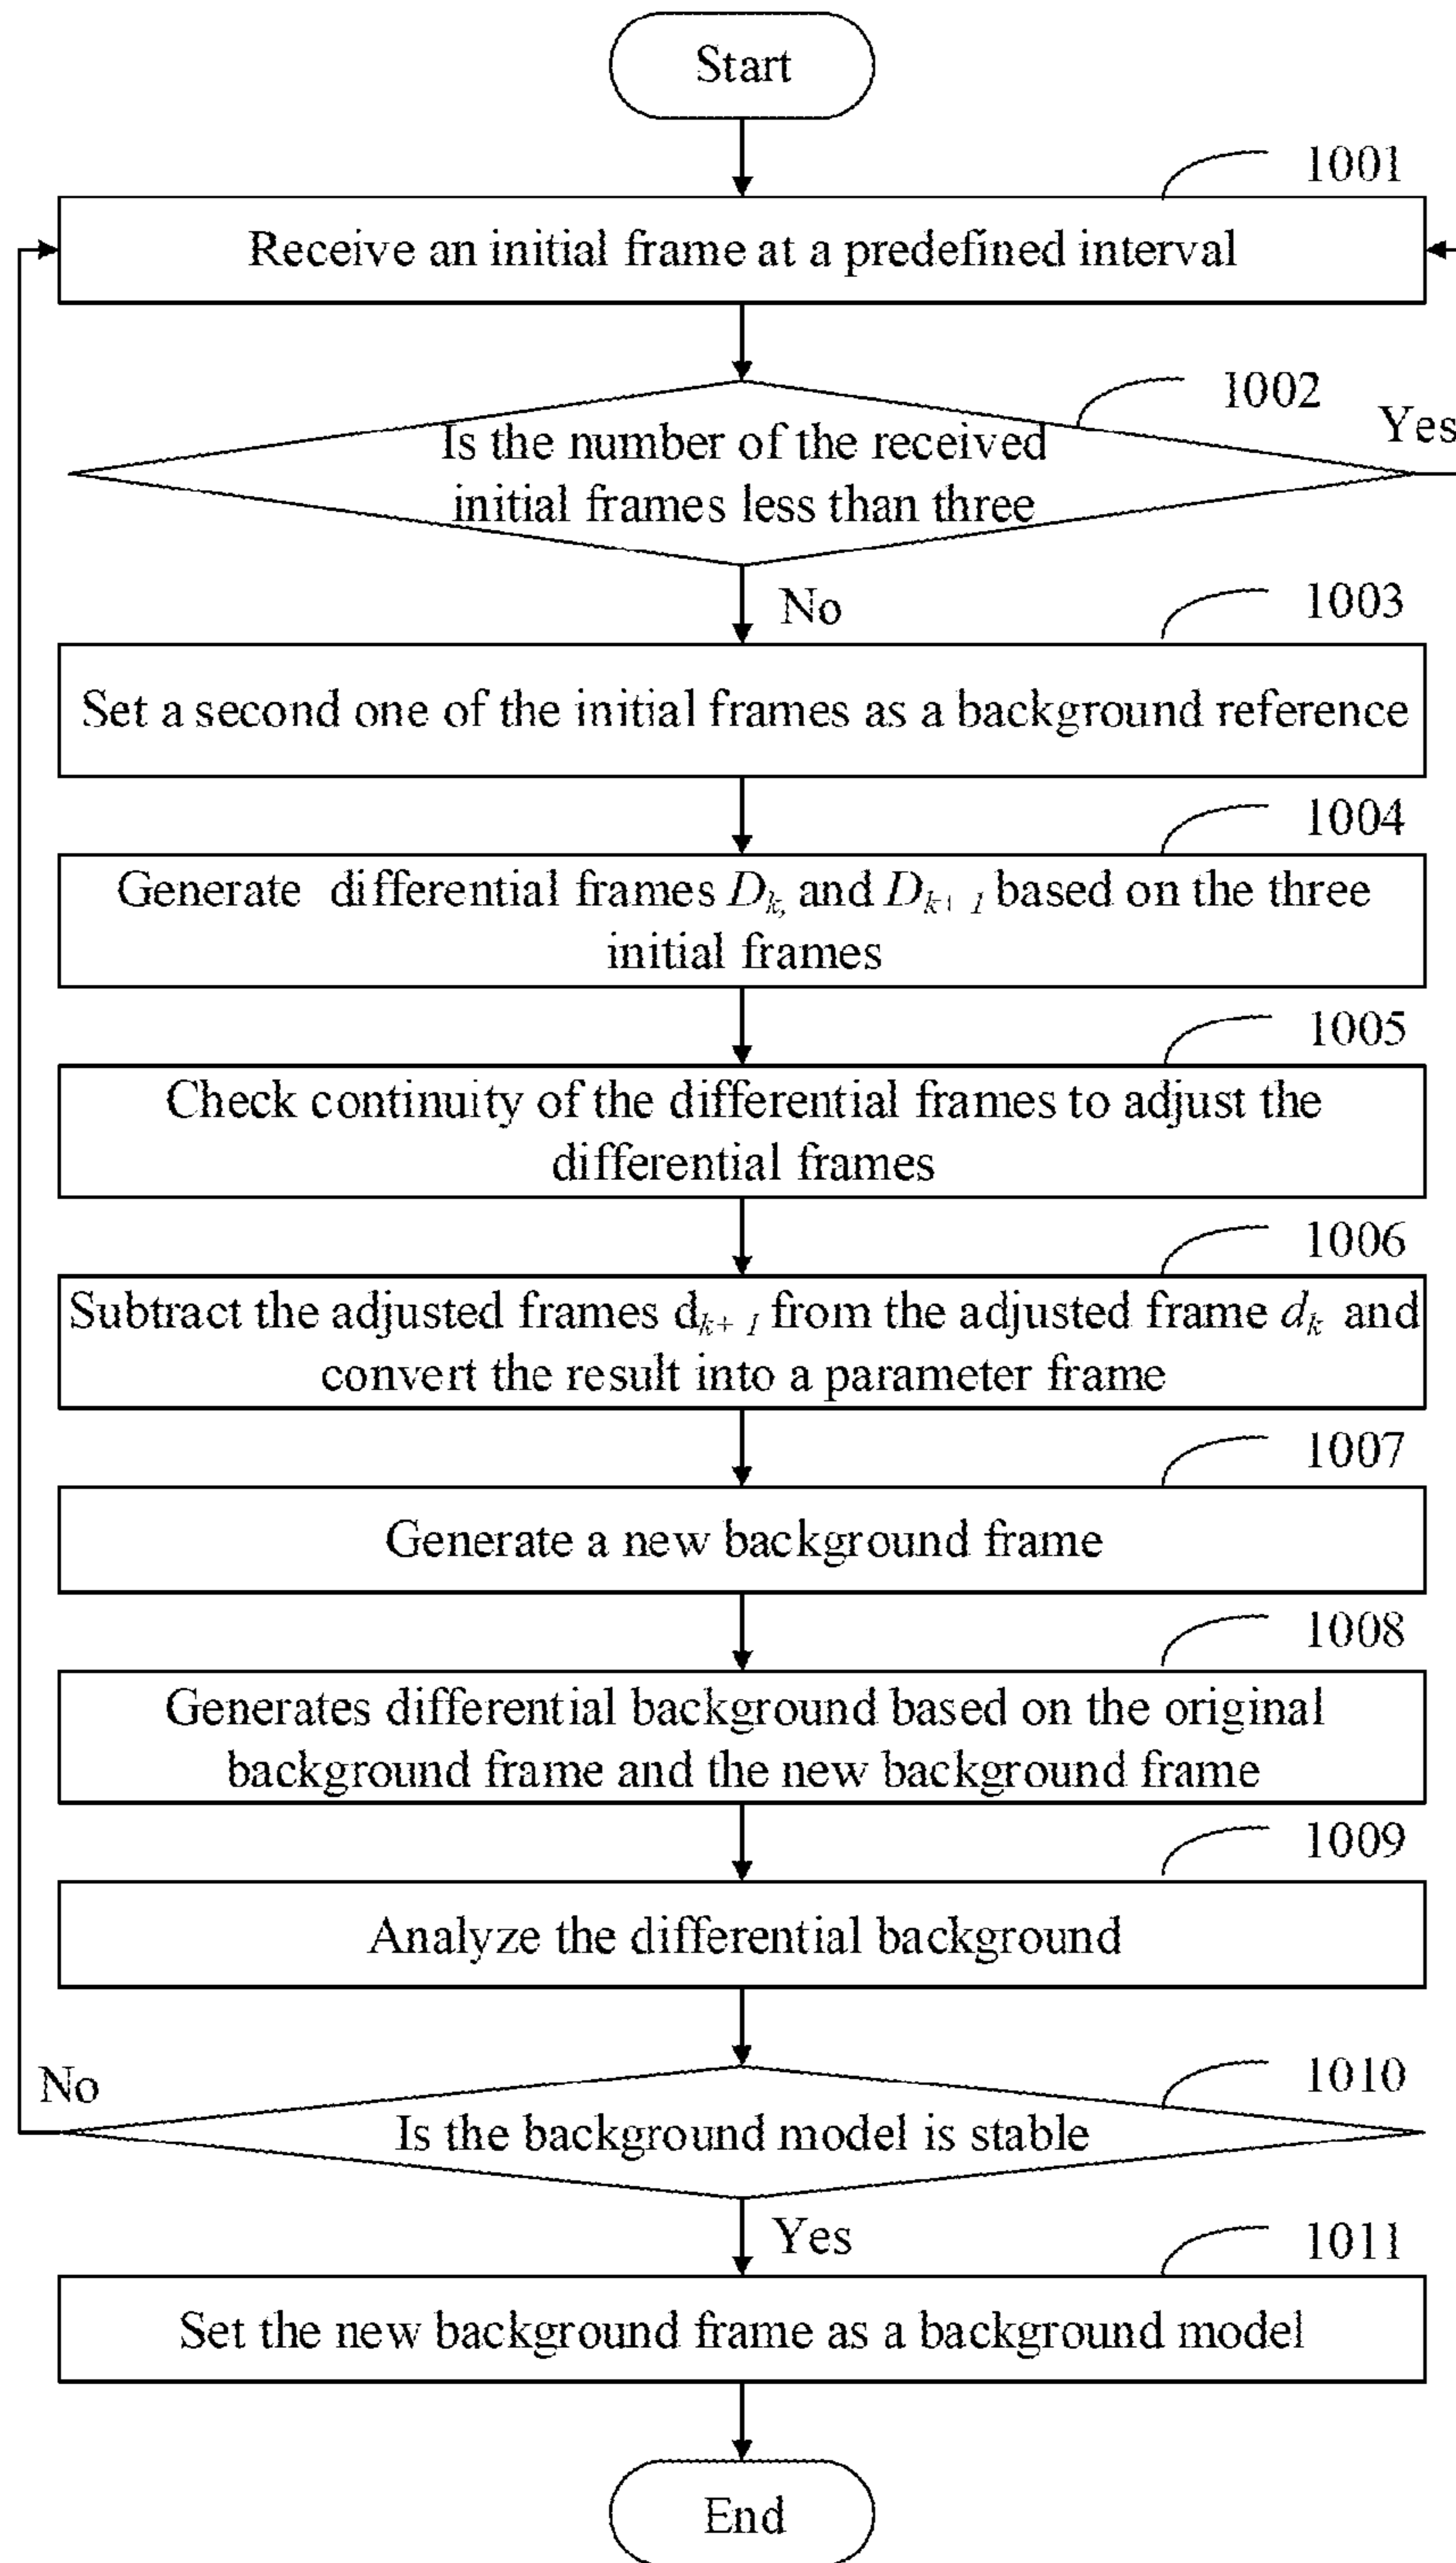 Start
1001
Receive an initial frame at a predefined interval
1002
Is the number of the received
initial frames less than three
Yes
No
1003
Set a second one of the initial frames as a background reference
1004
Generate differential frames Dk, and Dk+1 based on the three
initial frames
1005
Check continuity of the differential frames to adjust the
differential frames
1006
Subtract the adjusted frames dk+1 from the adjusted frame dk and
convert the result into a parameter frame
1007
Generate a new background frame
1008
Generates differential background based on the original
background frame and the new background frame
1009
Analyze the differential background
No
1010
Is the background model is stable
Yes
1011
Set the new background frame as a background model
End